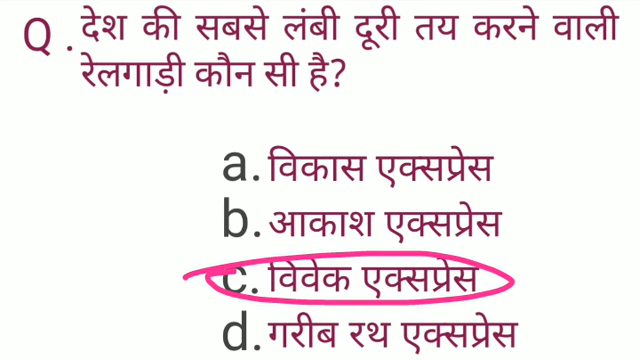 Q . देश की सबसे लंबी दूरी तय करने वाली
रेलगाड़ी कौन सी है?
a. विकास एक्सप्रेस
b. आकाश एक्सप्रेस
c. विवेक एक्सप्रेस
d. गरीब रथ एक्सप्रेस